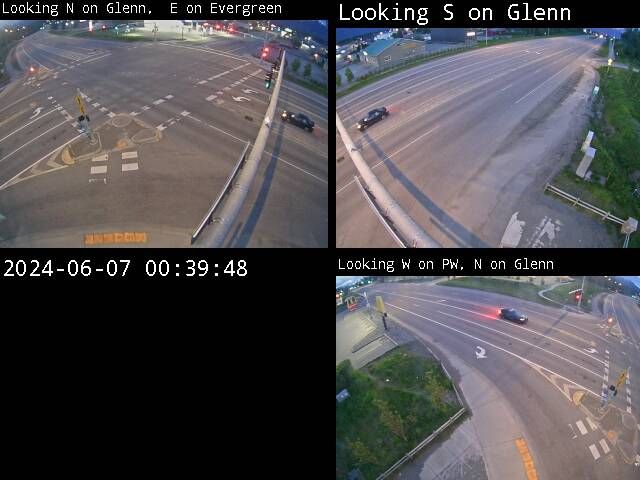 Looking N on Glenn,  E on Evergreen
Looking S on Glenn
2024-06-07 00:39:48
Looking W on PW, N on Glenn